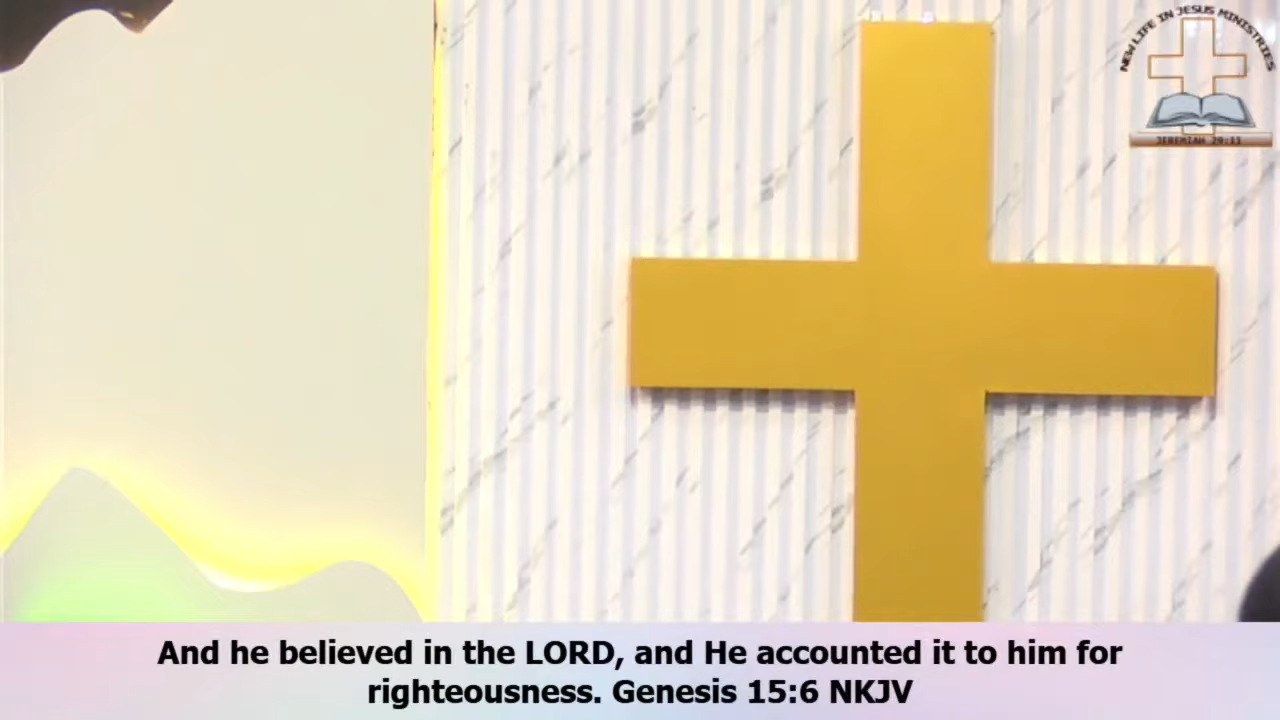 NEW LIFE IN JESUS MINISTRIES
JEREMIAH 29:11
And he believed in the LORD, and He accounted it to him for
righteousness. Genesis 15:6 NKJV